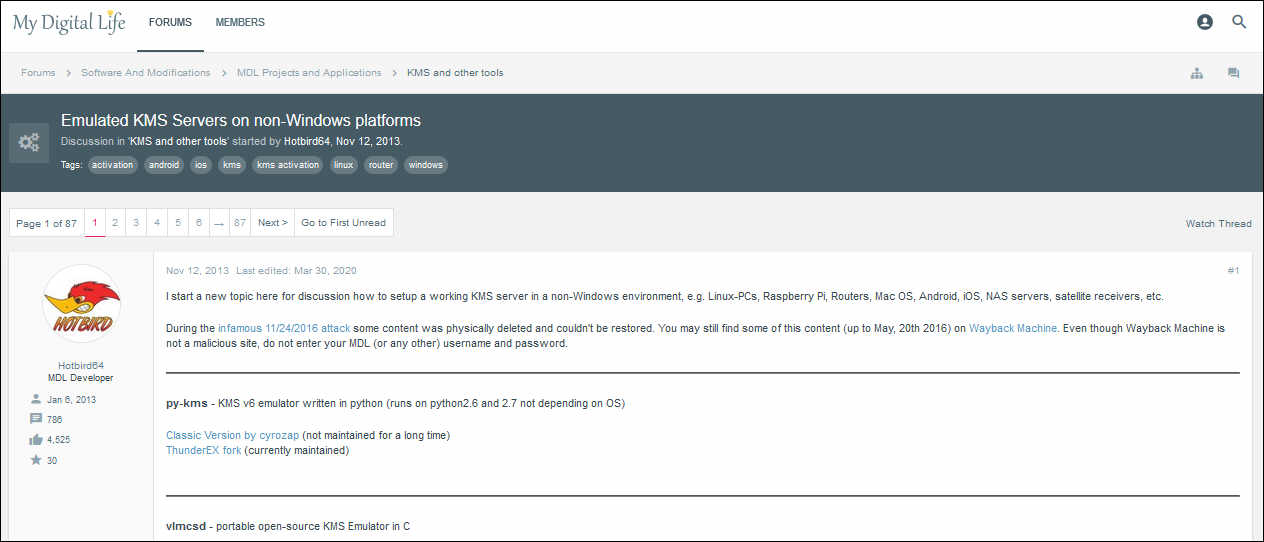 My Digital Life
FORUMS
MEMBERS
Forums > Software And Modifications > MDL Projects and Applications > KMS and other tools
Emulated KMS Servers on non-Windows platforms
Discussion in 'KMS and other tools' started by Hotbird64, Nov 12, 2013.
Tags: activation android ios kms kms activation linux router windows
Page 1 of 87 1 2 3 4 5 6 → 87 Next > Go to First Unread
Watch Thread
HOTBIRD
Hotbird64
MDL Developer
Jan 6, 2013
786
4,525
30
Nov 12, 2013 Last edited: Mar 30, 2020
#1
I start a new topic here for discussion how to setup a working KMS server in a non-Windows environment, e.g. Linux-PCs, Raspberry Pi, Routers, Mac OS, Android, iOS, NAS servers, satellite receivers, etc.
During the infamous 11/24/2016 attack some content was physically deleted and couldn't be restored. You may still find some of this content (up to May, 20th 2016) on Wayback Machine. Even though Wayback Machine is
not a malicious site, do not enter your MDL (or any other) username and password.
py-kms - KMS v6 emulator written in python (runs on python2.6 and 2.7 not depending on OS)
Classic Version by cyrozap (not maintained for a long time)
ThunderEX fork (currently maintained)
vlmcsd - portable open-source KMS Emulator in C